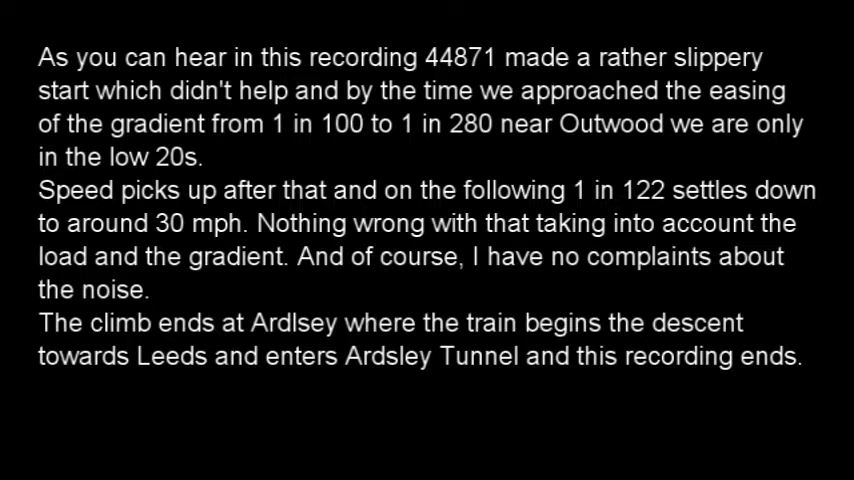 As you can hear in this recording 44871 made a rather slippery
start which didn't help and by the time we approached the easing
of the gradient from 1 in 100 to 1 in 280 near Outwood we are only
in the low 20s.
Speed picks up after that and on the following 1 in 122 settles down
to around 30 mph. Nothing wrong with that taking into account the
load and the gradient. And of course, I have no complaints about
the noise.
The climb ends at Ardlsey where the train begins the descent
towards Leeds and enters Ardsley Tunnel and this recording ends.